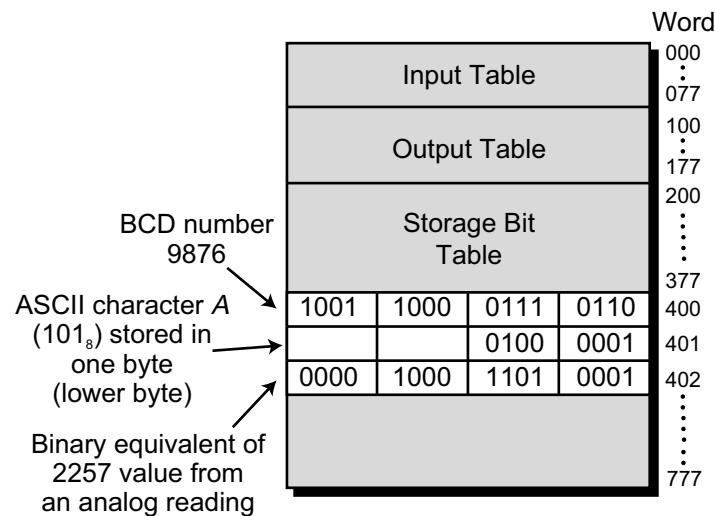 Word
Input Table
000
077
Output Table
100
177
Storage Bit
Table
200
377
BCD number
9876
1001 1000 0111 0110 400
ASCII character A
(101₈) stored in
one byte
(lower byte)
0100 0001 401
0000 1000 1101 0001 402
Binary equivalent of
2257 value from
an analog reading
777